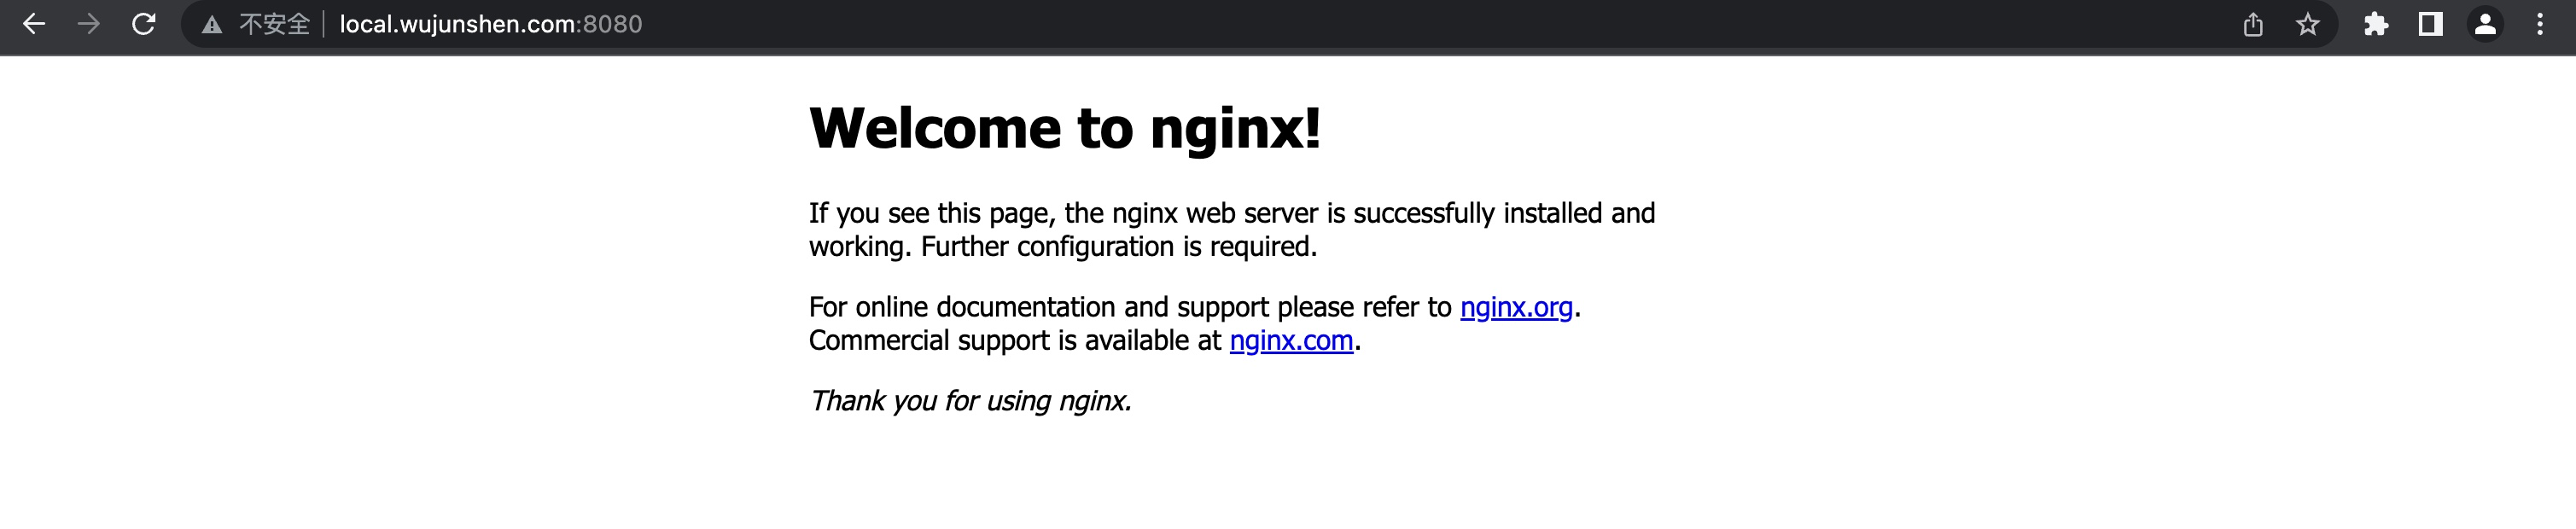 不安全 local.wujunshen.com:8080
Welcome to nginx!
If you see this page, the nginx web server is successfully installed and
working. Further configuration is required.
For online documentation and support please refer to nginx.org.
Commercial support is available at nginx.com.
Thank you for using nginx.